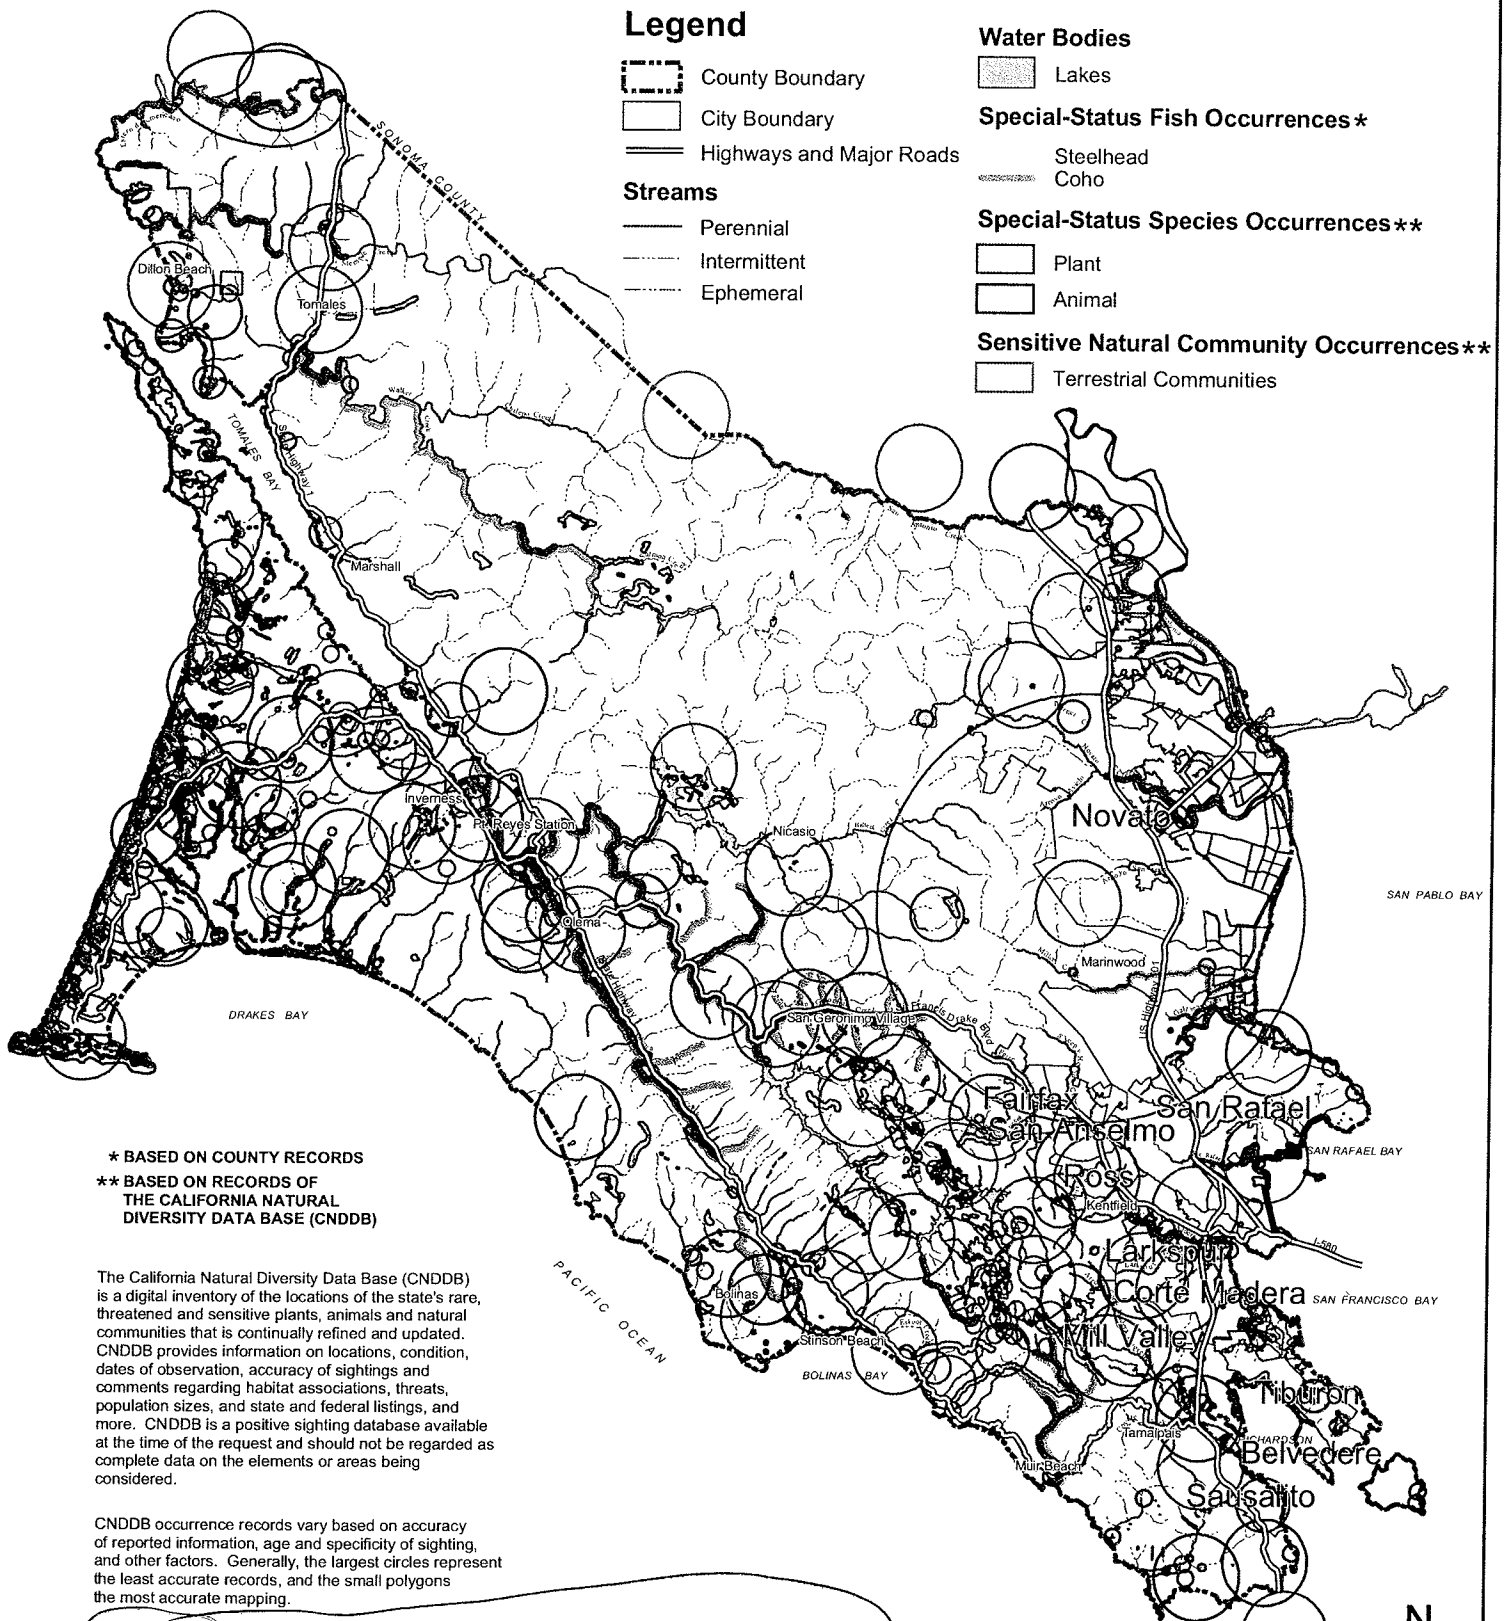 Legend
County Boundary
City Boundary
Highways and Major Roads
Streams
Perennial
Intermittent
Ephemeral
Water Bodies
Lakes
Special-Status Fish Occurrences*
Steelhead
Coho
Special-Status Species Occurrences**
Plant
Animal
Sensitive Natural Community Occurrences**
Terrestrial Communities
SONOMA COUNTY
Dillon Beach
Tomales
TOMALES BAY
Marshall
Inverness
Pt. Reyes Station
Nicasio
Novato
SAN PABLO BAY
Olema
Marinwood
US Highway 101
DRAKES BAY
San Geronimo Village
Francis Drake Blvd
Fairfax
San Rafael
San Anselmo
SAN RAFAEL BAY
Ross
Kentfield
Larkspur
I-580
Corte Madera
SAN FRANCISCO BAY
Bolinas
Mill Valley
Stinson Beach
BOLINAS BAY
PACIFIC OCEAN
Tiburon
Tamalpais
RICHARDSON
Belvedere
Muir Beach
Sausalito
* BASED ON COUNTY RECORDS
** BASED ON RECORDS OF
THE CALIFORNIA NATURAL
DIVERSITY DATA BASE (CNDDB)
The California Natural Diversity Data Base (CNDDB)
is a digital inventory of the locations of the state's rare,
threatened and sensitive plants, animals and natural
communities that is continually refined and updated.
CNDDB provides information on locations, condition,
dates of observation, accuracy of sightings and
comments regarding habitat associations, threats,
population sizes, and state and federal listings, and
more. CNDDB is a positive sighting database available
at the time of the request and should not be regarded as
complete data on the elements or areas being
considered.
CNDDB occurrence records vary based on accuracy
of reported information, age and specificity of sighting,
and other factors. Generally, the largest circles represent
the least accurate records, and the small polygons
the most accurate mapping.
N